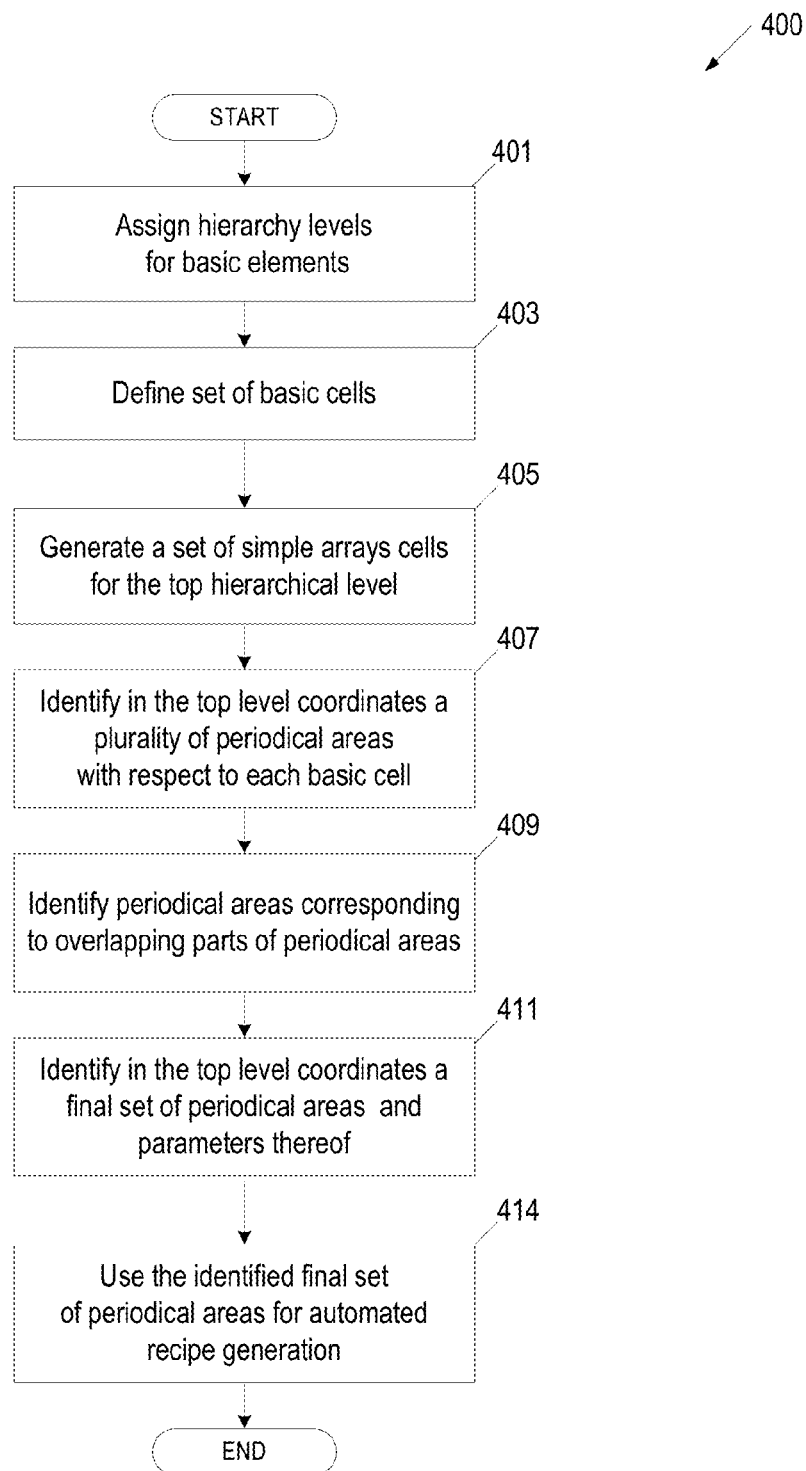 400
START
401
Assign hierarchy levels
for basic elements
403
Define set of basic cells
405
Generate a set of simple arrays cells
for the top hierarchical level
407
Identify in the top level coordinates a
plurality of periodical areas
with respect to each basic cell
409
Identify periodical areas corresponding
to overlapping parts of periodical areas
411
Identify in the top level coordinates a
final set of periodical areas and
parameters thereof
414
Use the identified final set
of periodical areas for automated
recipe generation
END